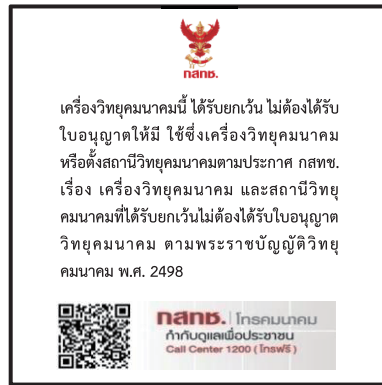 กสทช.
เครื่องวิทยุคมนาคมนี้ ได้รับยกเว้น ไม่ต้องได้รับ
ใบอนุญาตให้มี ใช้ซึ่งเครื่องวิทยุคมนาคม
หรือตั้งสถานีวิทยุคมนาคมตามประกาศ กสทช.
เรื่อง เครื่องวิทยุคมนาคม และสถานีวิทยุ
คมนาคมที่ได้รับยกเว้นไม่ต้องได้รับใบอนุญาต
วิทยุคมนาคม ตามพระราชบัญญัติวิทยุ
คมนาคม พ.ศ. 2498
กสทช. | โทรคมนาคม
กำกับดูแลเพื่อประชาชน
Call Center 1200 (โทรฟรี)